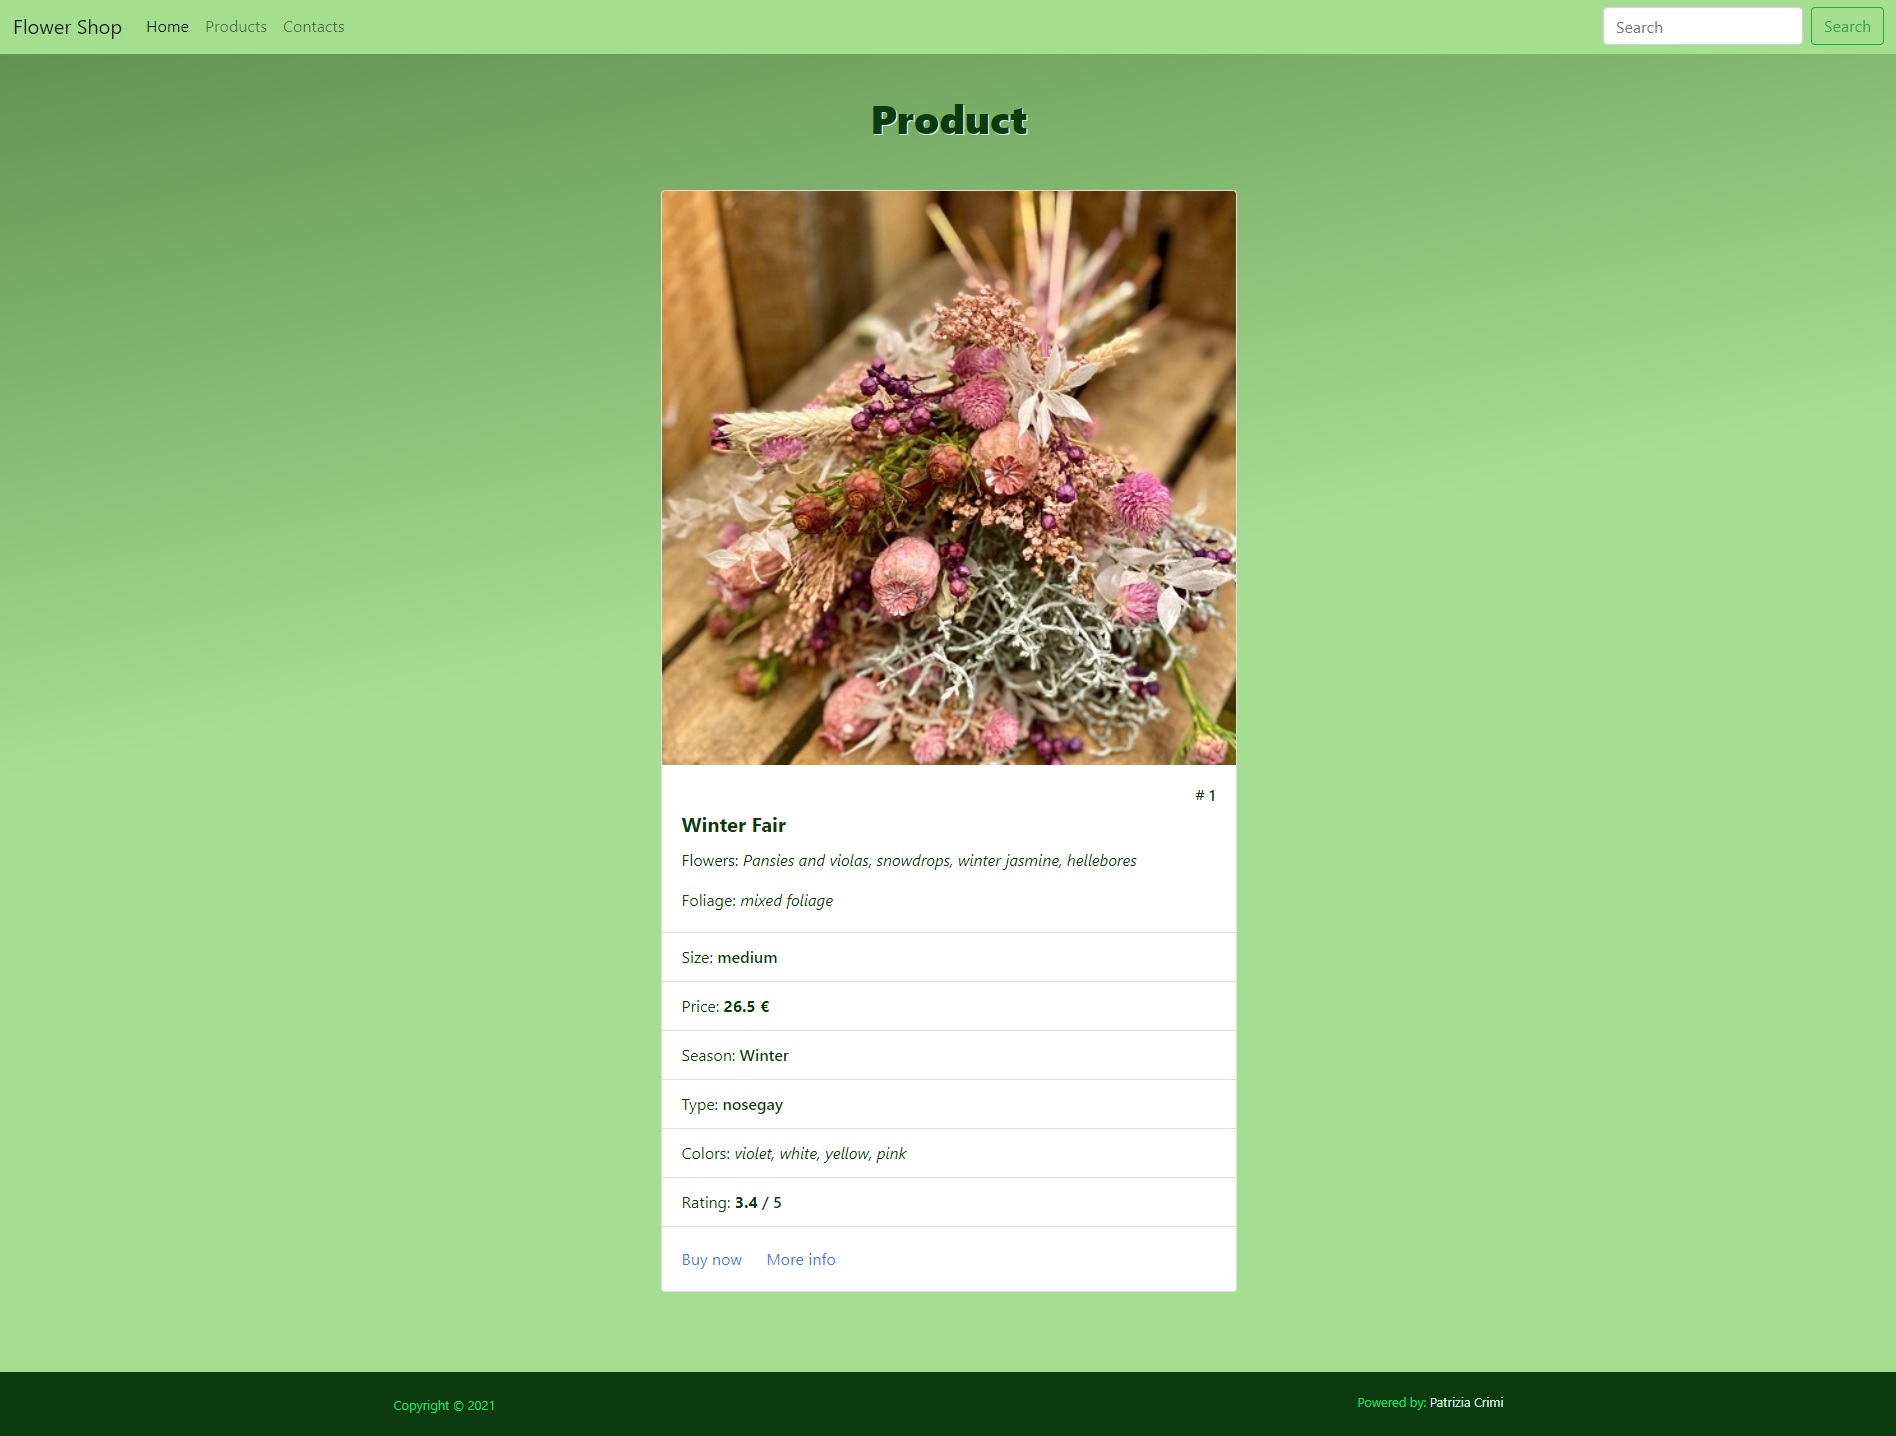 Flower Shop Home Products Contacts Search Search
Product
# 1
Winter Fair
Flowers: Pansies and violas, snowdrops, winter jasmine, hellebores
Foliage: mixed foliage
Size: medium
Price: 26.5 €
Season: Winter
Type: nosegay
Colors: violet, white, yellow, pink
Rating: 3.4 / 5
Buy now More info
Copyright © 2021
Powered by: Patrizia Crimi